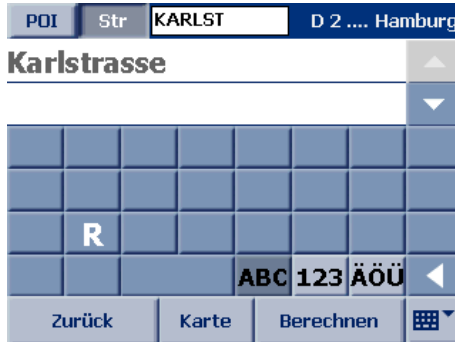 POI Str KARLST D 2 .... Hamburg
Karlstrasse
R
ABC 123 ÄÖÜ
Zurück Karte Berechnen